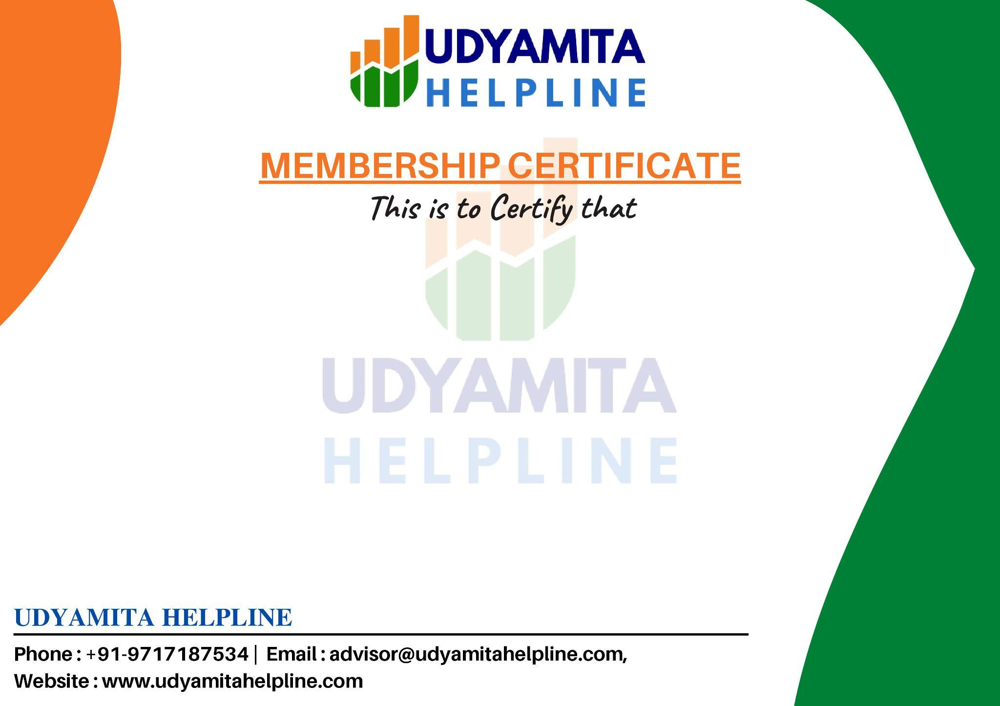 UDYAMITA
HELPLINE
MEMBERSHIP CERTIFICATE
This is to Certify that
UDYAMITA
HELPLINE
UDYAMITA HELPLINE
Phone : +91-9717187534 | Email : advisor@udyamitahelpline.com,
Website : www.udyamitahelpline.com